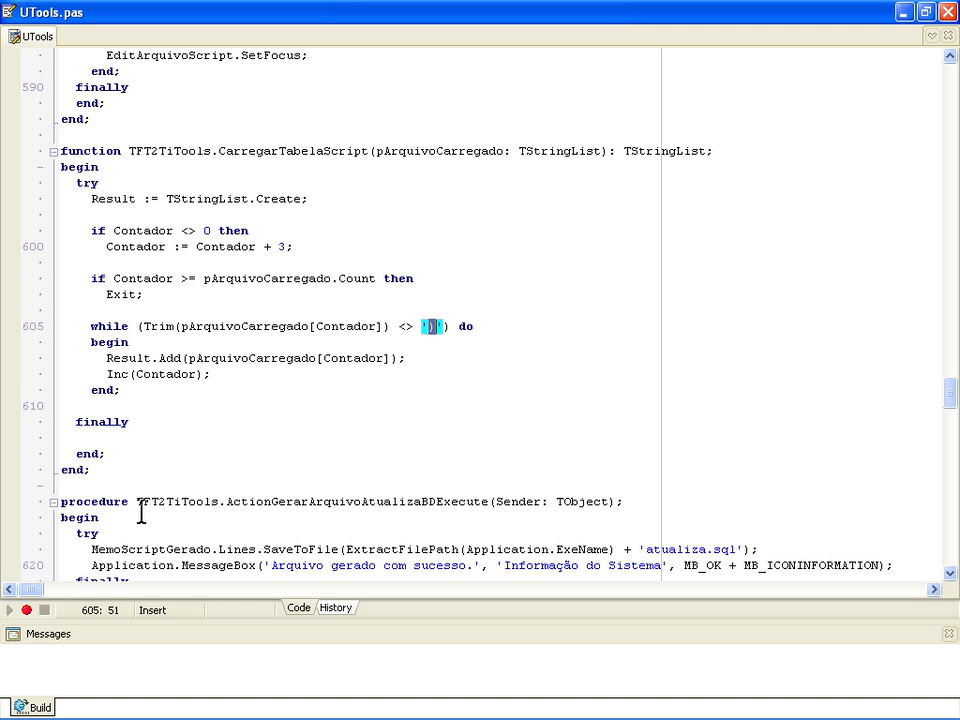 UTools.pas
UTools
EditArquivoScript.SetFocus;
end;
590 finally
end;
end;
function TFT2TiTools.CarregarTabelaScript(pArquivoCarregado: TStringList): TStringList;
begin
try
Result := TStringList.Create;
if Contador <> 0 then
600 Contador := Contador + 3;
if Contador >= pArquivoCarregado.Count then
Exit;
605 while (Trim(pArquivoCarregado[Contador]) <> ')') do
begin
Result.Add(pArquivoCarregado[Contador]);
Inc(Contador);
end;
610
finally
end;
end;
procedure TFT2TiTools.ActionGerarArquivoAtualizaBDExecute(Sender: TObject);
begin
try
MemoScriptGerado.Lines.SaveToFile(ExtractFilePath(Application.ExeName) + 'atualiza.sql');
620 Application.MessageBox('Arquivo gerado com sucesso.', 'Informação do Sistema', MB_OK + MB_ICONINFORMATION);
finally
605: 51 Insert Code History
Messages
Build